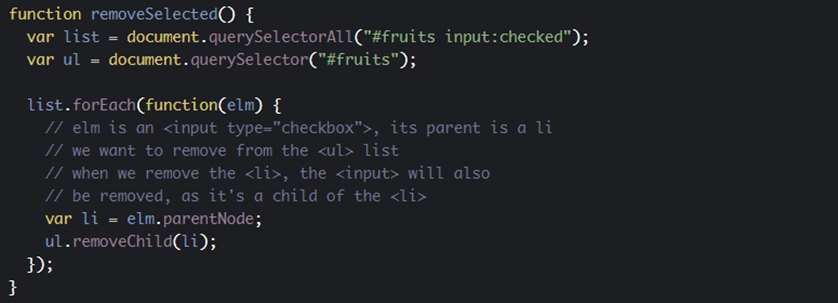 function removeSelected() {
  var list = document.querySelectorAll("#fruits input:checked");
  var ul = document.querySelector("#fruits");

  list.forEach(function(elm) {
    // elm is an <input type="checkbox">, its parent is a li
    // we want to remove from the <ul> list
    // when we remove the <li>, the <input> will also
    // be removed, as it's a child of the <li>
    var li = elm.parentNode;
    ul.removeChild(li);
  });
}